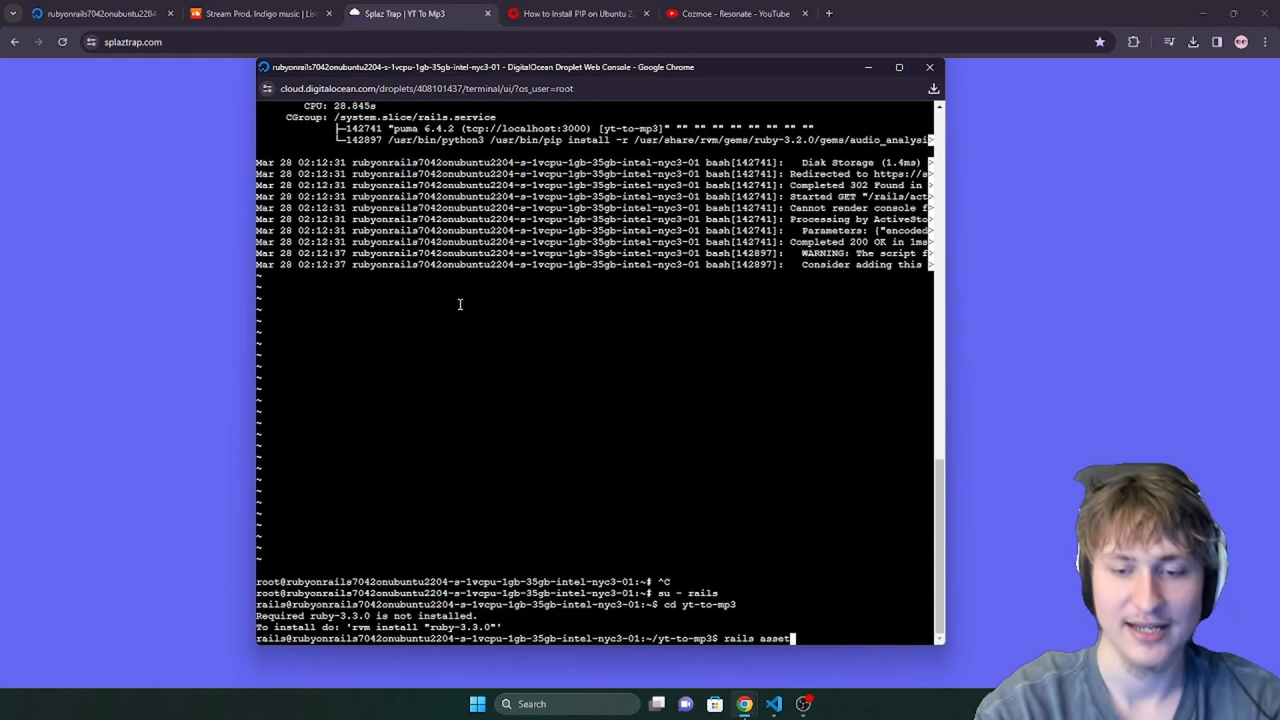 rubyonrails7042onubuntu2204-
Stream Prod. Indigo music | Lis
Splaz Trap | YT To Mp3
How to Install PIP on Ubuntu 2
Cozmoe - Resonate - YouTube
splaztrap.com
rubyonrails7042onubuntu2204-s-1vcpu-1gb-35gb-intel-nyc3-01 - DigitalOcean Droplet Web Console - Google Chrome
cloud.digitalocean.com/droplets/408101437/terminal/ui/?os_user=root
CPU: 28.845s
CGroup: /system.slice/rails.service
├─142741 "puma 6.4.2 (tcp://localhost:3000) [yt-to-mp3]" "" "" "" "" "" "" "" ""
└─142897 /usr/bin/python3 /usr/bin/pip install -r /usr/share/rvm/gems/ruby-3.2.0/gems/audio_analysi>
Mar 28 02:12:31 rubyonrails7042onubuntu2204-s-1vcpu-1gb-35gb-intel-nyc3-01 bash[142741]:   Disk Storage (1.4ms) >
Mar 28 02:12:31 rubyonrails7042onubuntu2204-s-1vcpu-1gb-35gb-intel-nyc3-01 bash[142741]: Redirected to https://s>
Mar 28 02:12:31 rubyonrails7042onubuntu2204-s-1vcpu-1gb-35gb-intel-nyc3-01 bash[142741]: Completed 302 Found in >
Mar 28 02:12:31 rubyonrails7042onubuntu2204-s-1vcpu-1gb-35gb-intel-nyc3-01 bash[142741]: Started GET "/rails/act>
Mar 28 02:12:31 rubyonrails7042onubuntu2204-s-1vcpu-1gb-35gb-intel-nyc3-01 bash[142741]: Cannot render console f>
Mar 28 02:12:31 rubyonrails7042onubuntu2204-s-1vcpu-1gb-35gb-intel-nyc3-01 bash[142741]: Processing by ActiveSto>
Mar 28 02:12:31 rubyonrails7042onubuntu2204-s-1vcpu-1gb-35gb-intel-nyc3-01 bash[142741]:   Parameters: {"encoded>
Mar 28 02:12:31 rubyonrails7042onubuntu2204-s-1vcpu-1gb-35gb-intel-nyc3-01 bash[142741]: Completed 200 OK in 1ms>
Mar 28 02:12:37 rubyonrails7042onubuntu2204-s-1vcpu-1gb-35gb-intel-nyc3-01 bash[142897]:   WARNING: The script f>
Mar 28 02:12:37 rubyonrails7042onubuntu2204-s-1vcpu-1gb-35gb-intel-nyc3-01 bash[142897]:   Consider adding this >
root@rubyonrails7042onubuntu2204-s-1vcpu-1gb-35gb-intel-nyc3-01:~# ^C
root@rubyonrails7042onubuntu2204-s-1vcpu-1gb-35gb-intel-nyc3-01:~# su - rails
rails@rubyonrails7042onubuntu2204-s-1vcpu-1gb-35gb-intel-nyc3-01:~$ cd yt-to-mp3
Required ruby-3.3.0 is not installed.
To install do: 'rvm install "ruby-3.3.0"'
rails@rubyonrails7042onubuntu2204-s-1vcpu-1gb-35gb-intel-nyc3-01:~/yt-to-mp3$ rails asset
Search